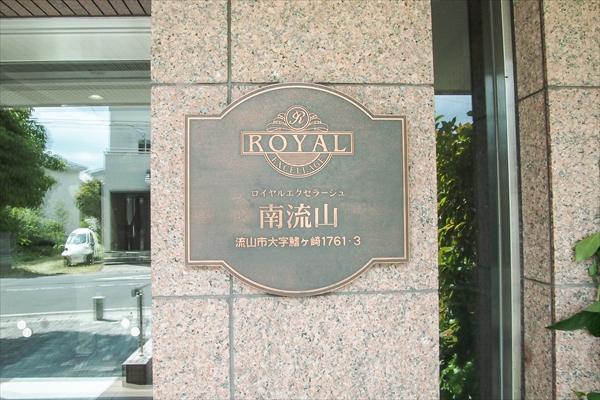 R
ROYAL
EXCELLAGE
ロイヤルエクセラージュ
南流山
流山市大字鰭ヶ崎1761-3